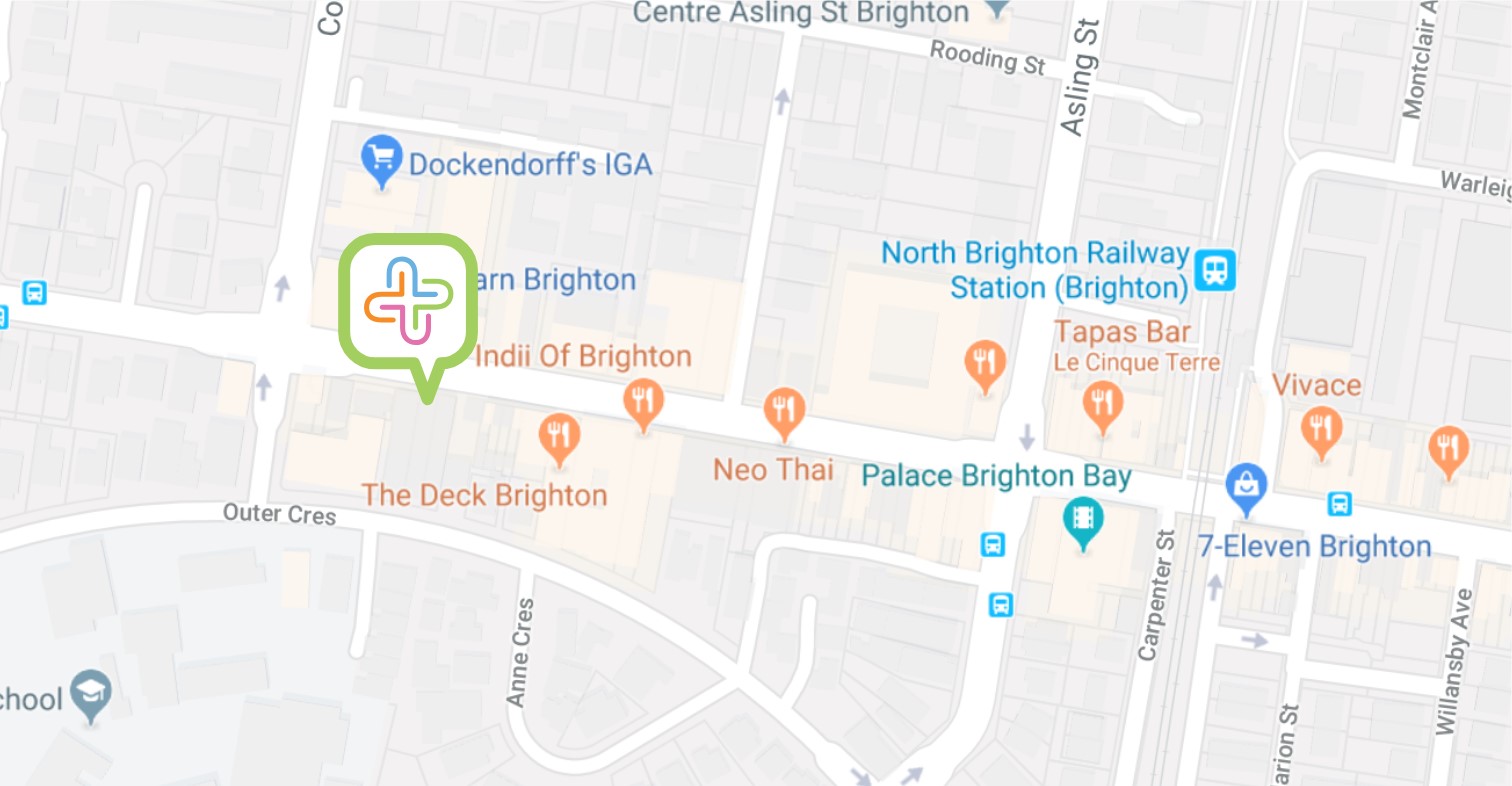 Co
Centre Asling St Brighton
Rooding St
Asling St
Montclair A
Dockendorff's IGA
Warleig
North Brighton Railway
Station (Brighton)
arn Brighton
Tapas Bar
Le Cinque Terre
Indii Of Brighton
Vivace
Neo Thai
Palace Brighton Bay
The Deck Brighton
Outer Cres
7-Eleven Brighton
Carpenter St
Anne Cres
Willansby Ave
chool
arion St